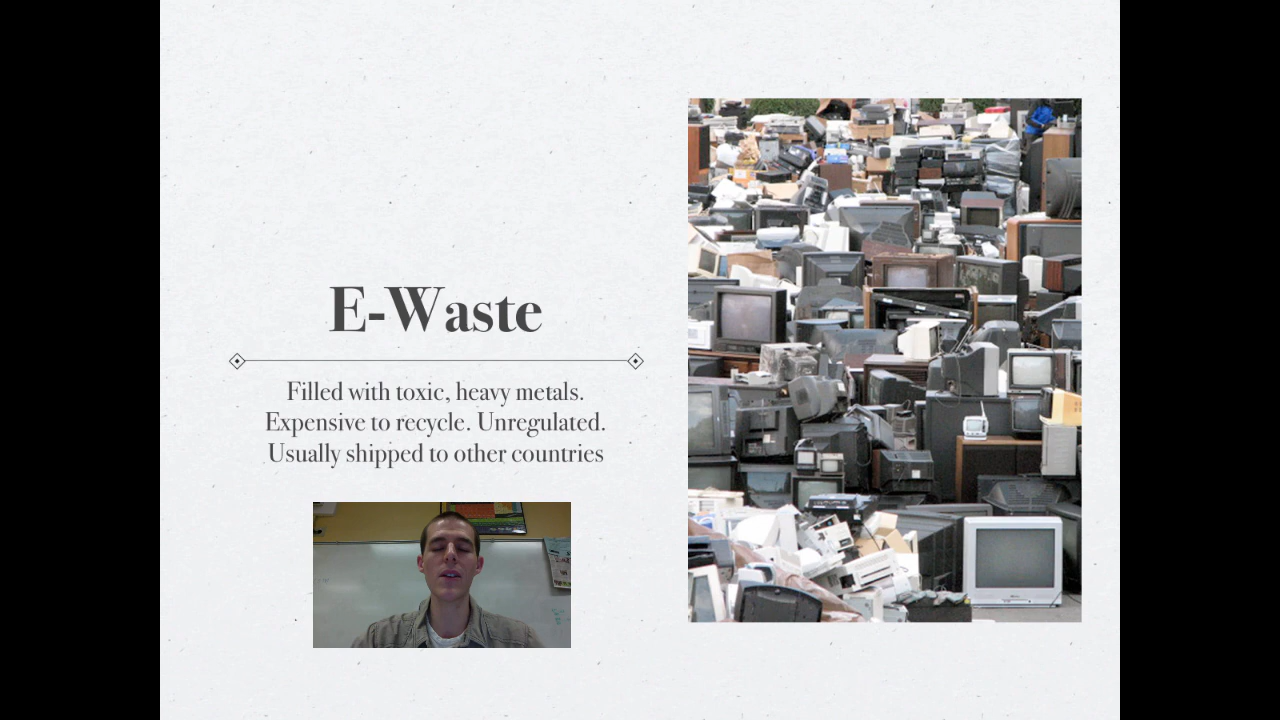 E-Waste
Filled with toxic, heavy metals.
Expensive to recycle. Unregulated.
Usually shipped to other countries